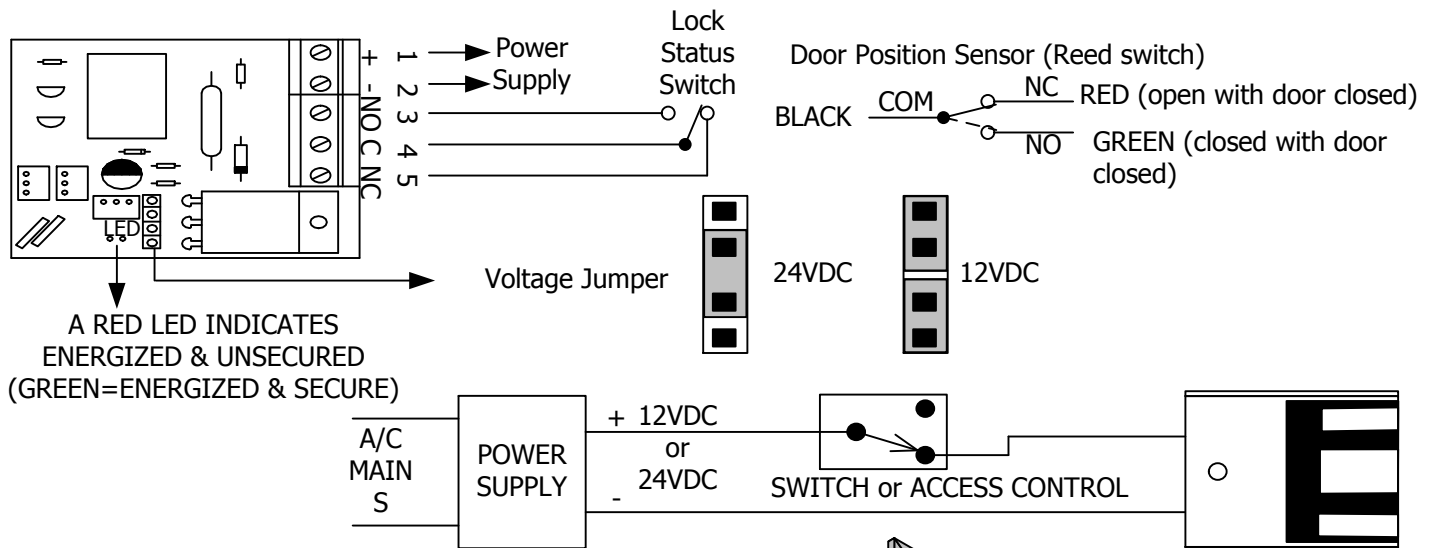 + 1 Power
- 2 Supply
NO 3
C 4
NC 5
LED
Lock
Status
Switch
Door Position Sensor (Reed switch)
BLACK COM
NC RED (open with door closed)
NO GREEN (closed with door
closed)
Voltage Jumper
24VDC
12VDC
A RED LED INDICATES
ENERGIZED & UNSECURED
(GREEN=ENERGIZED & SECURE)
A/C
MAIN
S
POWER
SUPPLY
+ 12VDC
or
24VDC
-
SWITCH or ACCESS CONTROL